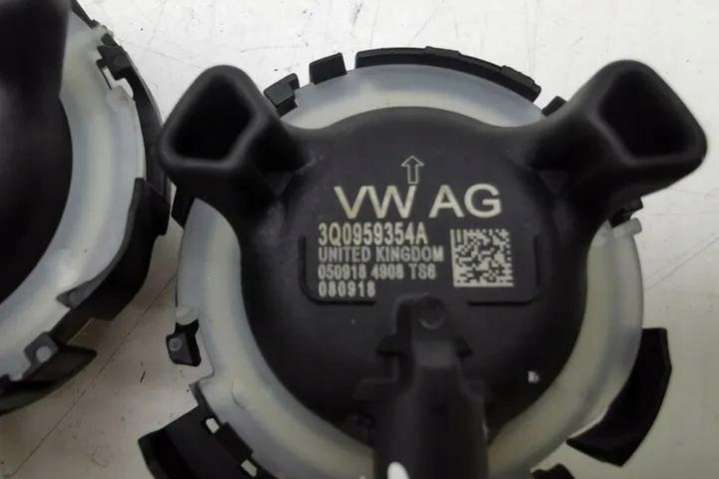 VW AG
3Q0959354A
UNITED KINGDOM
050918 4908 TS6
080918